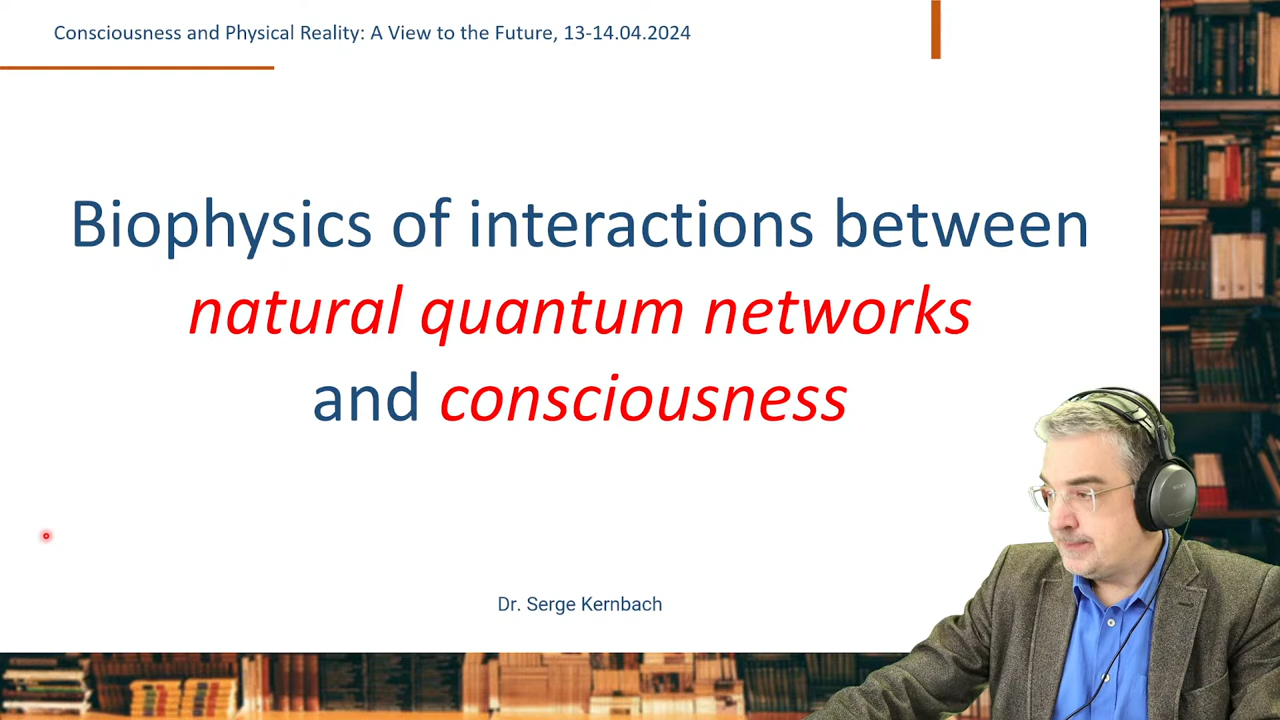 Consciousness and Physical Reality: A View to the Future, 13-14.04.2024
Biophysics of interactions between
natural quantum networks
and consciousness
Dr. Serge Kernbach
SONY